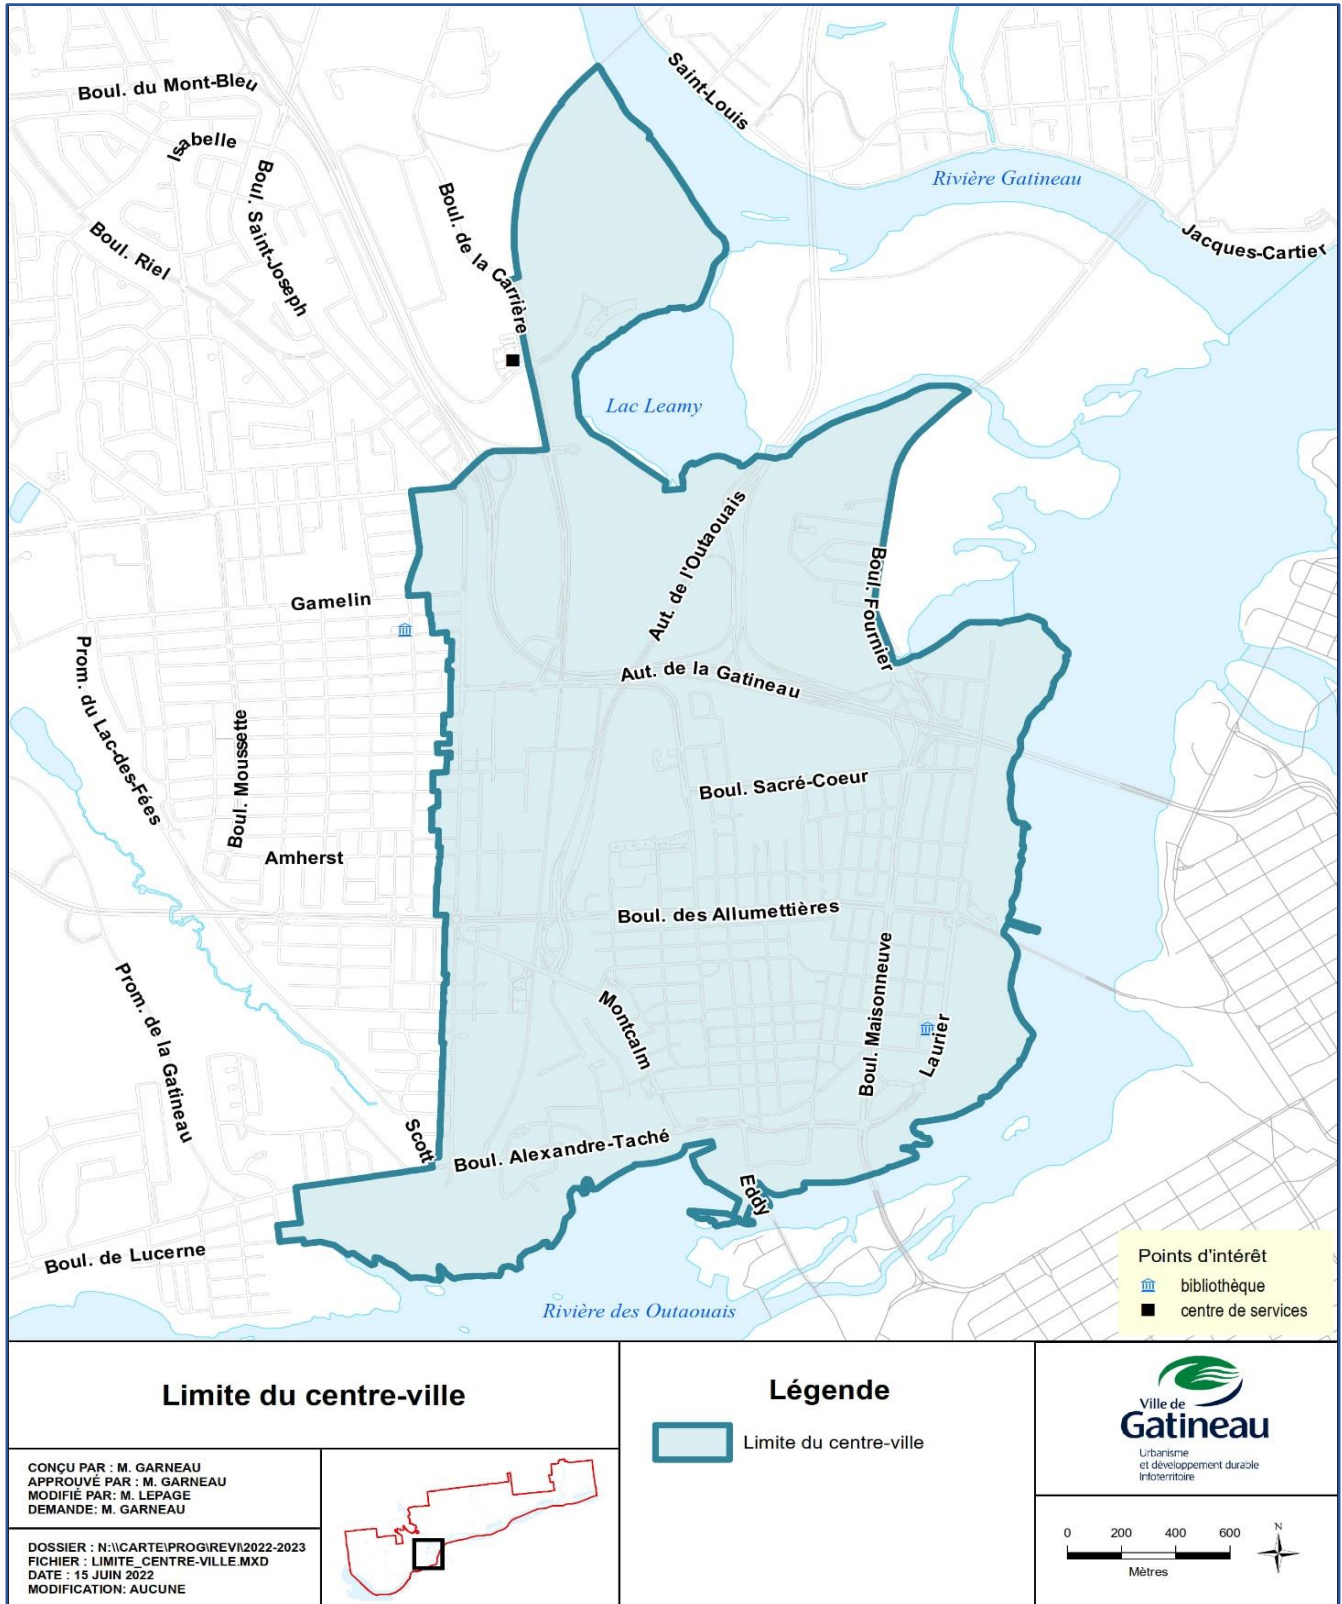 Saint-Louis
Boul. du Mont-Bleu
Isabelle
Boul. Saint-Joseph
Boul. de la Carrière
Rivière Gatineau
Boul. Riel
Jacques-Cartier
Lac Leamy
Aut. de l'Outaouais
Boul. Fournier
Gamelin
Prom. du Lac-des-Fées
Aut. de la Gatineau
Boul. Moussette
Boul. Sacré-Coeur
Amherst
Boul. des Allumettières
Boul. Maisonneuve
Prom. de la Gatineau
Montcalm
Laurier
Scott
Boul. Alexandre-Taché
Eddy
Boul. de Lucerne
Rivière des Outaouais
Points d'intérêt
bibliothèque
centre de services
Limite du centre-ville
CONÇU PAR : M. GARNEAU
APPROUVÉ PAR : M. GARNEAU
MODIFIÉ PAR: M. LEPAGE
DEMANDE: M. GARNEAU
DOSSIER : N:\\CARTE\PROG\REVI\2022-2023
FICHIER : LIMITE_CENTRE-VILLE.MXD
DATE : 15 JUIN 2022
MODIFICATION: AUCUNE
Légende
Limite du centre-ville
Ville de
Gatineau
Urbanisme
et développement durable
Infoterritoire
0 200 400 600
Mètres
N